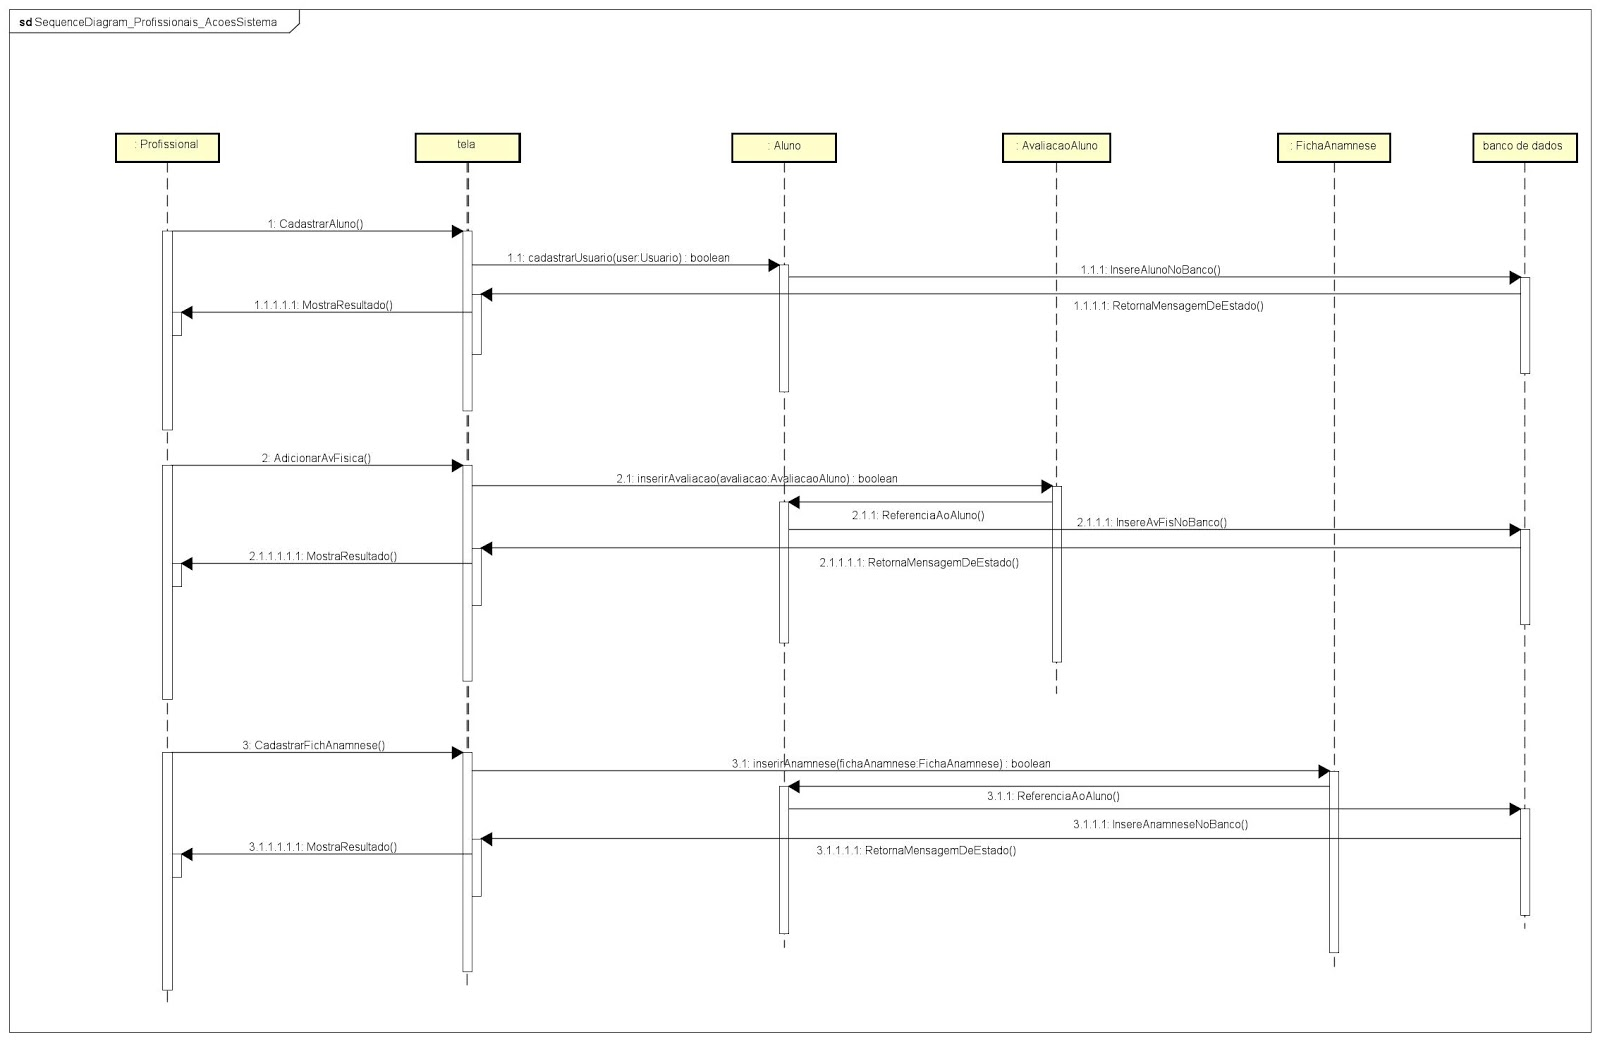 sd SequenceDiagram_Profissionais_AcoesSistema
: Profissional
tela
: Aluno
: AvaliacaoAluno
: FichaAnamnese
banco de dados
1: CadastrarAluno()
1.1: cadastrarUsuario(user:Usuario) : boolean
1.1.1: InsereAlunoNoBanco()
1.1.1.1: RetornaMensagemDeEstado()
1.1.1.1.1: MostraResultado()
2: AdicionarAvFisica()
2.1: inserirAvaliacao(avaliacao:AvaliacaoAluno) : boolean
2.1.1: ReferenciaAoAluno()
2.1.1.1: InsereAvFisNoBanco()
2.1.1.1.1: RetornaMensagemDeEstado()
2.1.1.1.1.1: MostraResultado()
3: CadastrarFichAnamnese()
3.1: inserirAnamnese(fichaAnamnese:FichaAnamnese) : boolean
3.1.1: ReferenciaAoAluno()
3.1.1.1: InsereAnamneseNoBanco()
3.1.1.1.1: RetornaMensagemDeEstado()
3.1.1.1.1.1: MostraResultado()